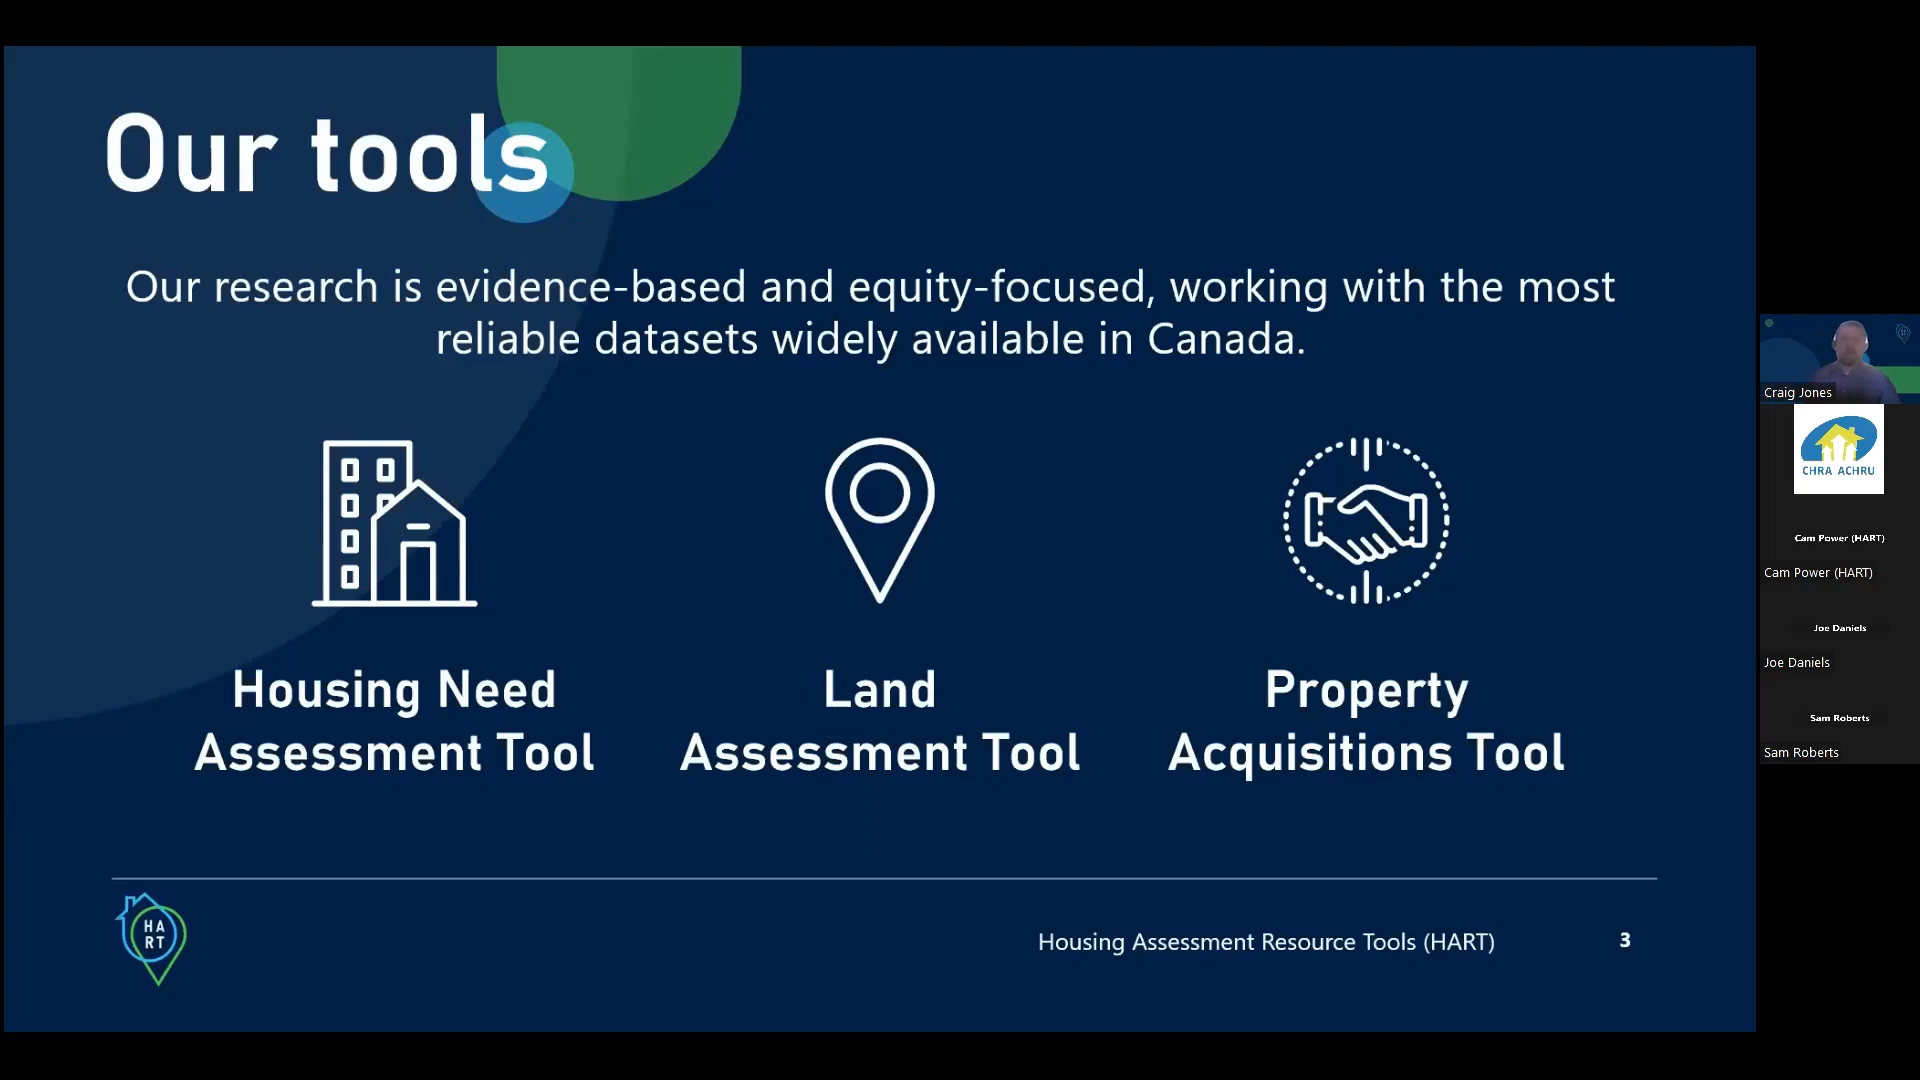 Our tools
Our research is evidence-based and equity-focused, working with the most
reliable datasets widely available in Canada.
Housing Need
Assessment Tool
Land
Assessment Tool
Property
Acquisitions Tool
HA
RT
Housing Assessment Resource Tools (HART)
3
Craig Jones
CHRA ACHRU
Cam Power (HART)
Cam Power (HART)
Joe Daniels
Joe Daniels
Sam Roberts
Sam Roberts